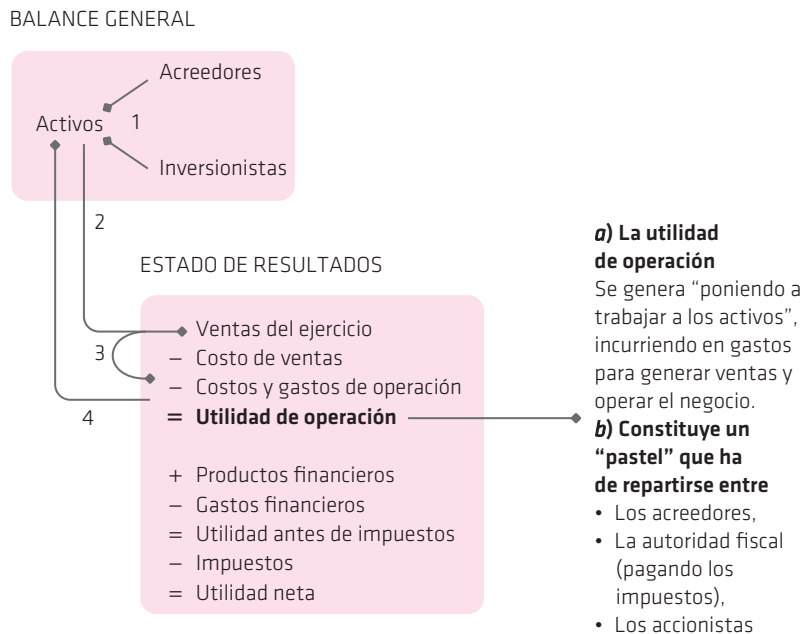 BALANCE GENERAL
Acreedores
Activos 1
Inversionistas
2
ESTADO DE RESULTADOS
Ventas del ejercicio
3 – Costo de ventas
– Costos y gastos de operación
4 = Utilidad de operación
+ Productos financieros
– Gastos financieros
= Utilidad antes de impuestos
– Impuestos
= Utilidad neta
a) La utilidad
de operación
Se genera “poniendo a
trabajar a los activos”,
incurriendo en gastos
para generar ventas y
operar el negocio.
b) Constituye un
“pastel” que ha
de repartirse entre
• Los acreedores,
• La autoridad fiscal
(pagando los
impuestos),
• Los accionistas